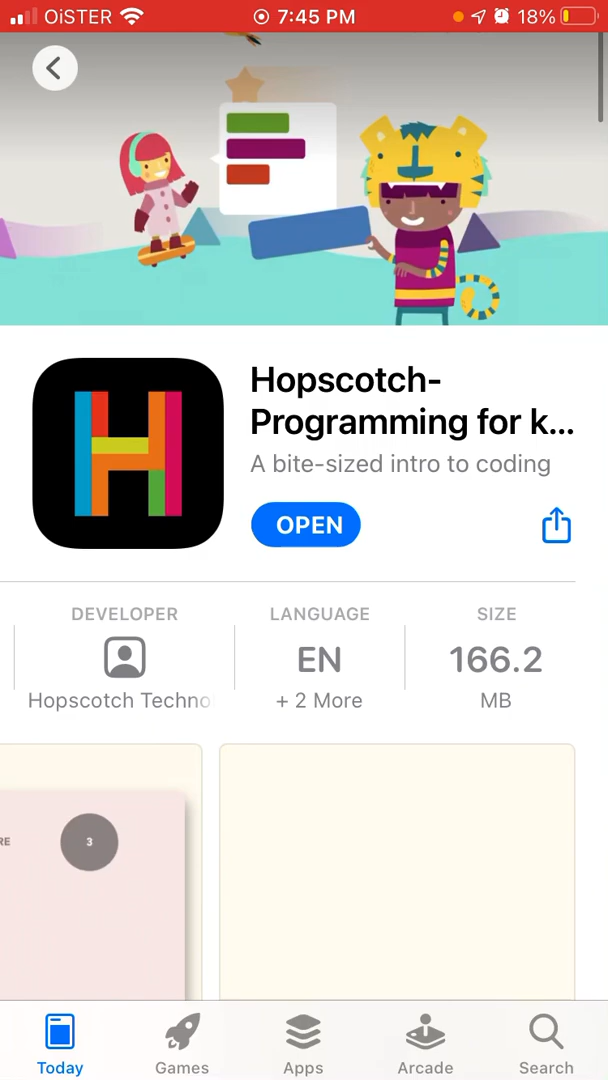 OiSTER 7:45 PM 18%
H
Hopscotch-
Programming for k...
A bite-sized intro to coding
OPEN
DEVELOPER LANGUAGE SIZE
EN 166.2
Hopscotch Techno + 2 More MB
RE 3
Today Games Apps Arcade Search